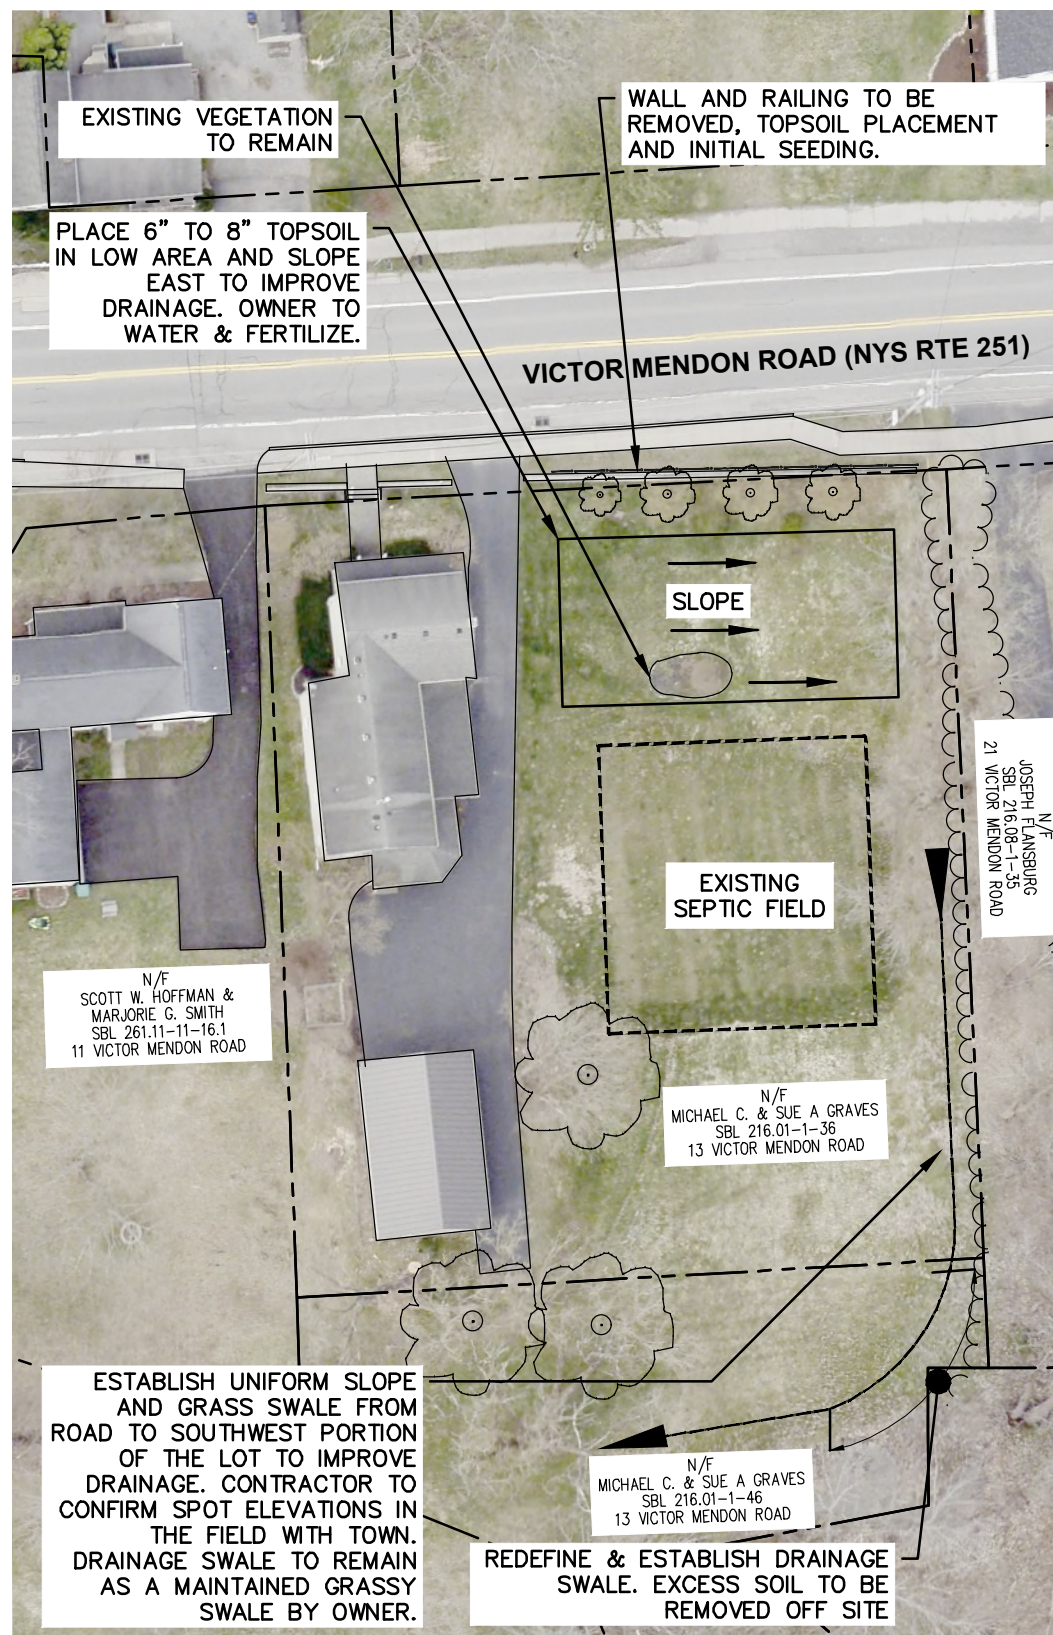 EXISTING VEGETATION
TO REMAIN
WALL AND RAILING TO BE
REMOVED, TOPSOIL PLACEMENT
AND INITIAL SEEDING.
PLACE 6" TO 8" TOPSOIL
IN LOW AREA AND SLOPE
EAST TO IMPROVE
DRAINAGE. OWNER TO
WATER & FERTILIZE.
VICTOR MENDON ROAD (NYS RTE 251)
SLOPE
N/F
JOSEPH FLANSBURG
SBL 216.08-1-35
21 VICTOR MENDON ROAD
EXISTING
SEPTIC FIELD
N/F
SCOTT W. HOFFMAN &
MARJORIE G. SMITH
SBL 261.11-11-16.1
11 VICTOR MENDON ROAD
N/F
MICHAEL C. & SUE A GRAVES
SBL 216.01-1-36
13 VICTOR MENDON ROAD
ESTABLISH UNIFORM SLOPE
AND GRASS SWALE FROM
ROAD TO SOUTHWEST PORTION
OF THE LOT TO IMPROVE
DRAINAGE. CONTRACTOR TO
CONFIRM SPOT ELEVATIONS IN
THE FIELD WITH TOWN.
DRAINAGE SWALE TO REMAIN
AS A MAINTAINED GRASSY
SWALE BY OWNER.
N/F
MICHAEL C. & SUE A GRAVES
SBL 216.01-1-46
13 VICTOR MENDON ROAD
REDEFINE & ESTABLISH DRAINAGE
SWALE. EXCESS SOIL TO BE
REMOVED OFF SITE